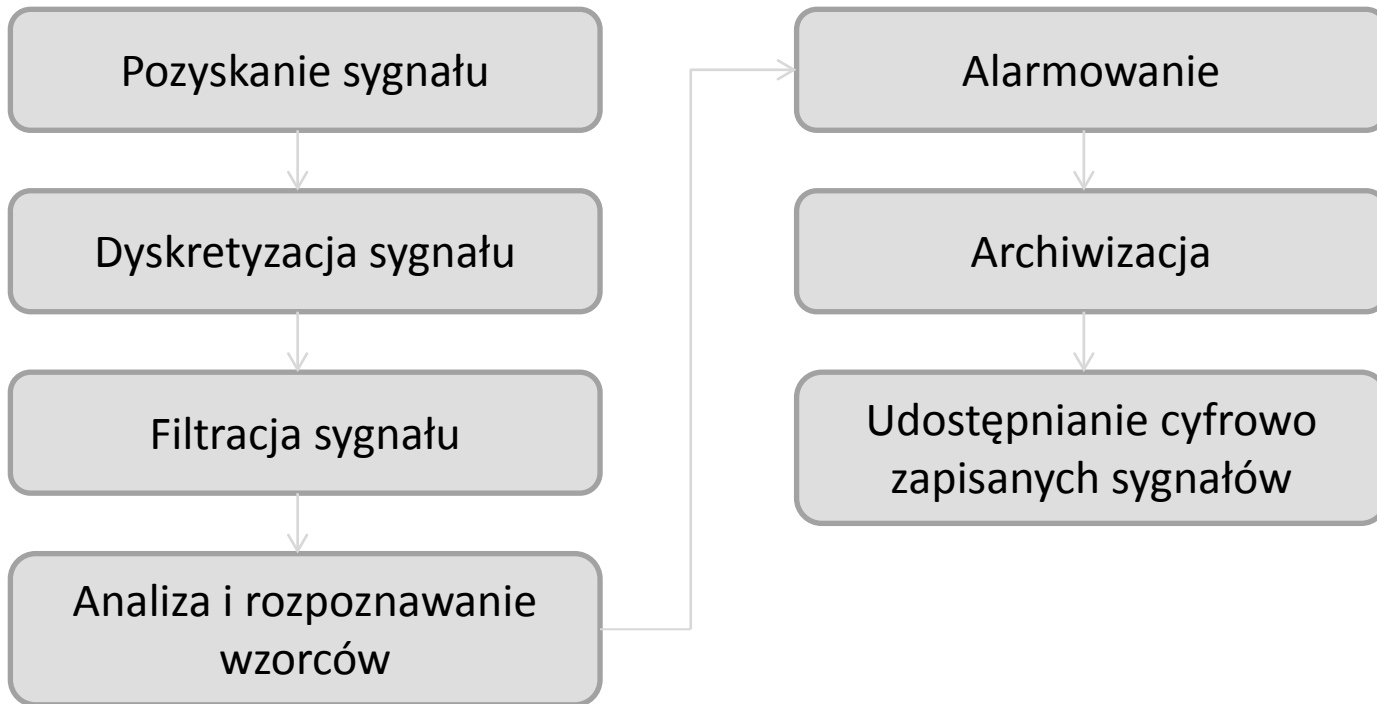 Pozyskanie sygnału
Dyskretyzacja sygnału
Filtracja sygnału
Analiza i rozpoznawanie
wzorców
Alarmowanie
Archiwizacja
Udostępnianie cyfrowo
zapisanych sygnałów